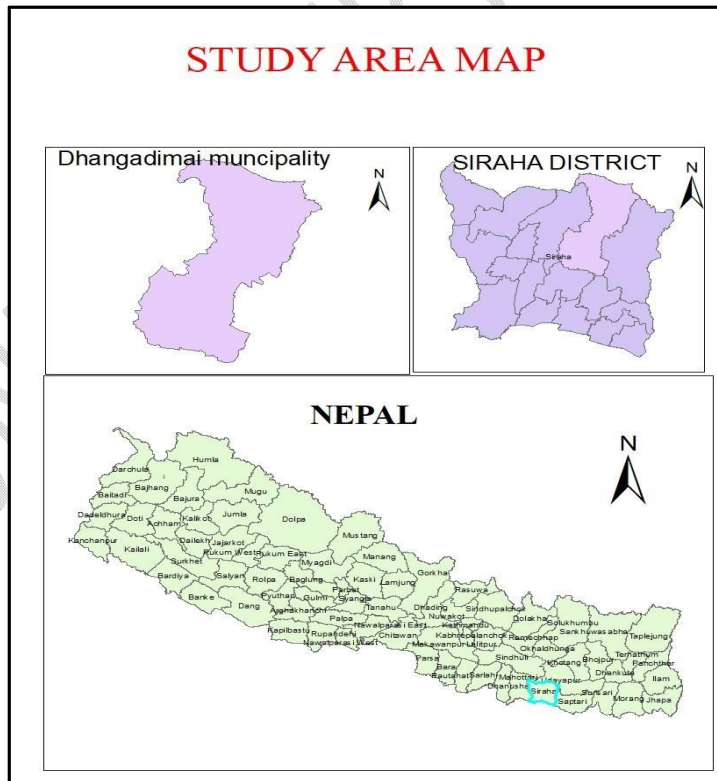 STUDY AREA MAP
Dhangadimai muncipality
N
SIRAHA DISTRICT
N
Siraha
NEPAL
N
Humla
Darchula
Bajhang
Mugu
Baitadi
Bajura
Dadeldhura
Doti
Achham
Kalikot
Jumla
Dolpa
Mustang
Kanchanpur
Kailali
Dailekh
Jajarkot
Rukum West
Rukum East
Manang
Surkhet
Myagdi
Gorkha
Bardiya
Salyan
Rolpa
Baglung
Kaski
Lamjung
Rasuwa
Banke
Dang
Pyuthan
Gulmi
Parbat
Syangja
Tanahu
Dhading
Nuwakot
Sindhupalchok
Dolakha
Solukhumbu
Sankhuwasabha
Taplejung
Arghakhanchi
Palpa
Nawalparasi East
Kathmandu
Kapilbastu
Rupandehi
Nawalparasi West
Chitawan
Makawanpur
Lalitpur
Kabhrepalanchok
Ramechhap
Okhaldhunga
Khotang
Bhojpur
Terhathum
Panchther
Parsa
Bara
Rautahat
Sarlahi
Sindhuli
Mahottari
Dhanusha
Siraha
Udayapur
Saptari
Dhankuta
Sunsari
Morang
Jhapa
Ilam